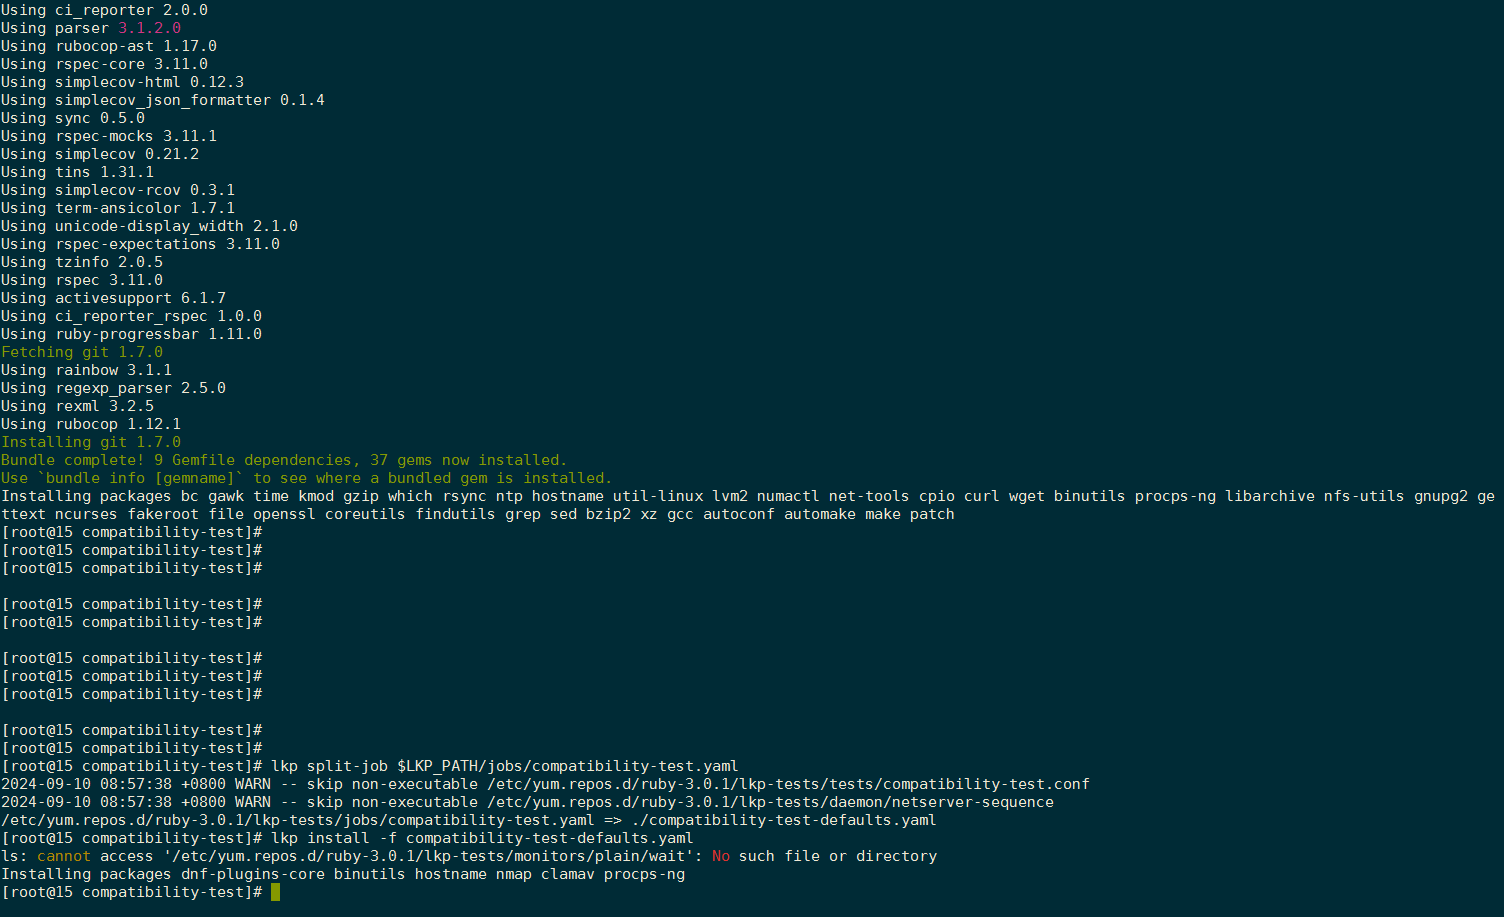 Using ci_reporter 2.0.0
Using parser 3.1.2.0
Using rubocop-ast 1.17.0
Using rspec-core 3.11.0
Using simplecov-html 0.12.3
Using simplecov_json_formatter 0.1.4
Using sync 0.5.0
Using rspec-mocks 3.11.1
Using simplecov 0.21.2
Using tins 1.31.1
Using simplecov-rcov 0.3.1
Using term-ansicolor 1.7.1
Using unicode-display_width 2.1.0
Using rspec-expectations 3.11.0
Using tzinfo 2.0.5
Using rspec 3.11.0
Using activesupport 6.1.7
Using ci_reporter_rspec 1.0.0
Using ruby-progressbar 1.11.0
Fetching git 1.7.0
Using rainbow 3.1.1
Using regexp_parser 2.5.0
Using rexml 3.2.5
Using rubocop 1.12.1
Installing git 1.7.0
Bundle complete! 9 Gemfile dependencies, 37 gems now installed.
Use `bundle info [gemname]` to see where a bundled gem is installed.
Installing packages bc gawk time kmod gzip which rsync ntp hostname util-linux lvm2 numactl net-tools cpio curl wget binutils procps-ng libarchive nfs-utils gnupg2 ge
ttext ncurses fakeroot file openssl coreutils findutils grep sed bzip2 xz gcc autoconf automake make patch
[root@15 compatibility-test]#
[root@15 compatibility-test]#
[root@15 compatibility-test]#
[root@15 compatibility-test]#
[root@15 compatibility-test]#
[root@15 compatibility-test]#
[root@15 compatibility-test]#
[root@15 compatibility-test]#
[root@15 compatibility-test]#
[root@15 compatibility-test]#
[root@15 compatibility-test]# lkp split-job $LKP_PATH/jobs/compatibility-test.yaml
2024-09-10 08:57:38 +0800 WARN -- skip non-executable /etc/yum.repos.d/ruby-3.0.1/lkp-tests/tests/compatibility-test.conf
2024-09-10 08:57:38 +0800 WARN -- skip non-executable /etc/yum.repos.d/ruby-3.0.1/lkp-tests/daemon/netserver-sequence
/etc/yum.repos.d/ruby-3.0.1/lkp-tests/jobs/compatibility-test.yaml => ./compatibility-test-defaults.yaml
[root@15 compatibility-test]# lkp install -f compatibility-test-defaults.yaml
ls: cannot access '/etc/yum.repos.d/ruby-3.0.1/lkp-tests/monitors/plain/wait': No such file or directory
Installing packages dnf-plugins-core binutils hostname nmap clamav procps-ng
[root@15 compatibility-test]#